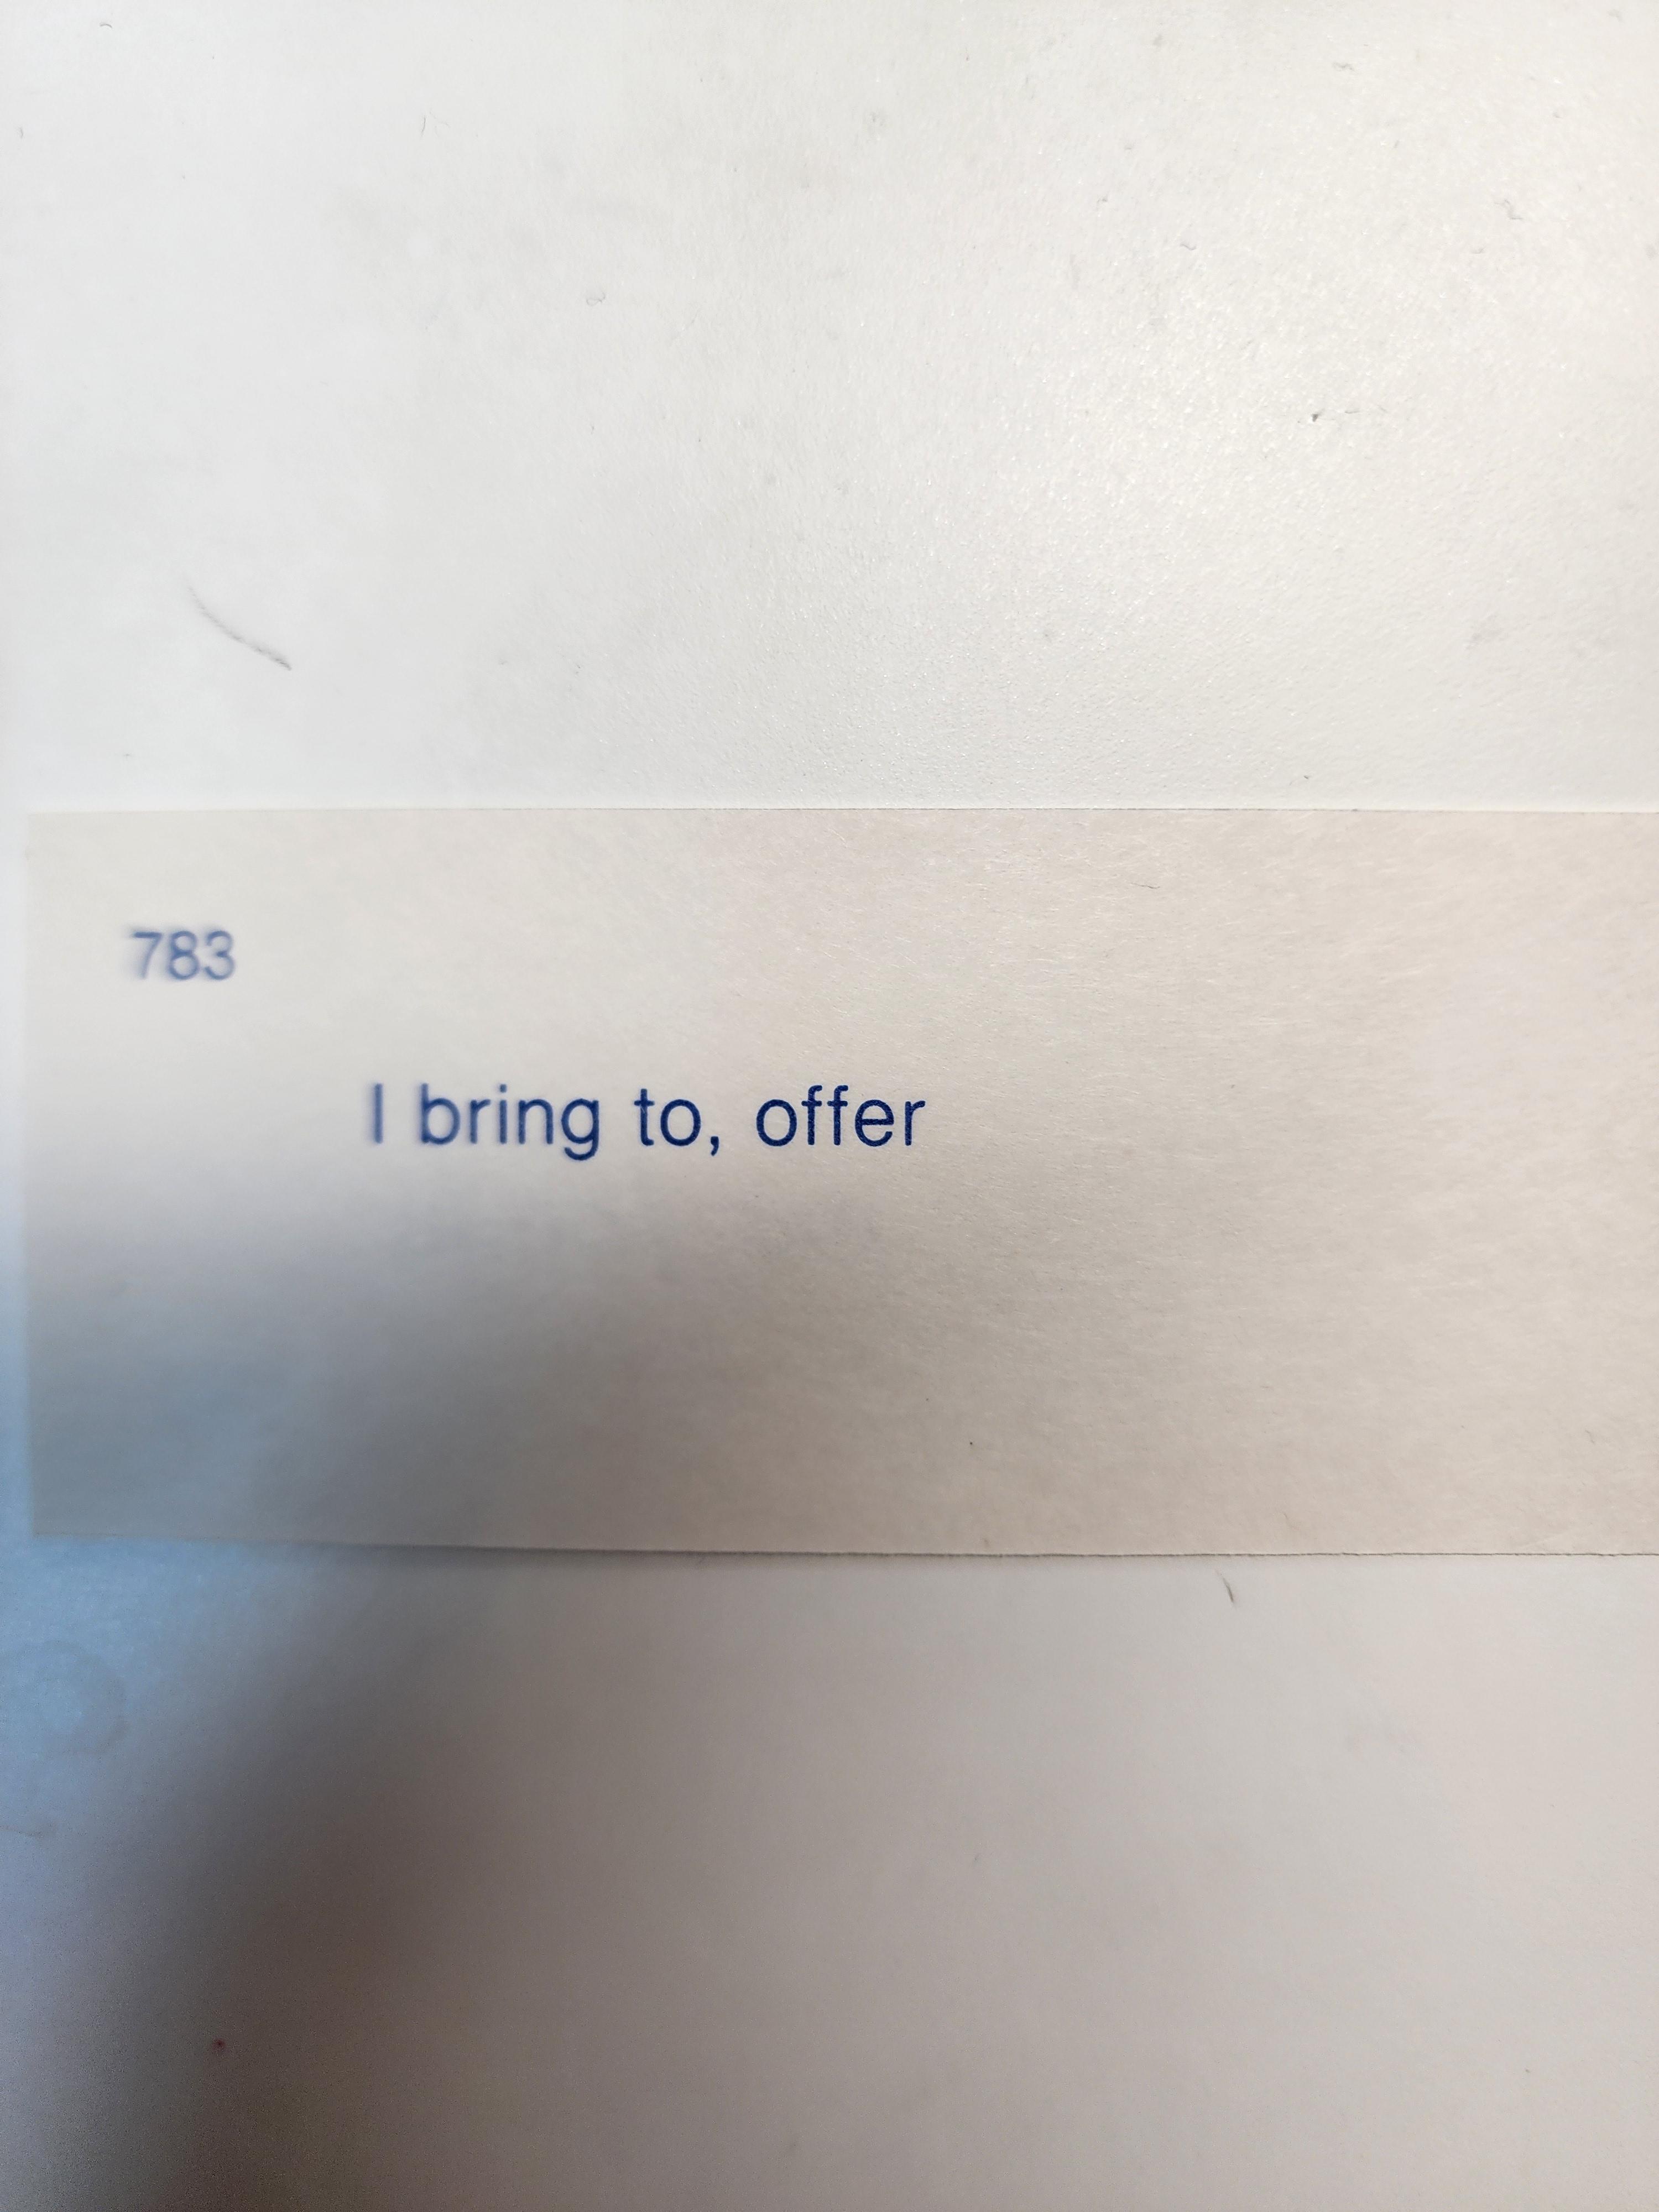 783
I bring to, offer